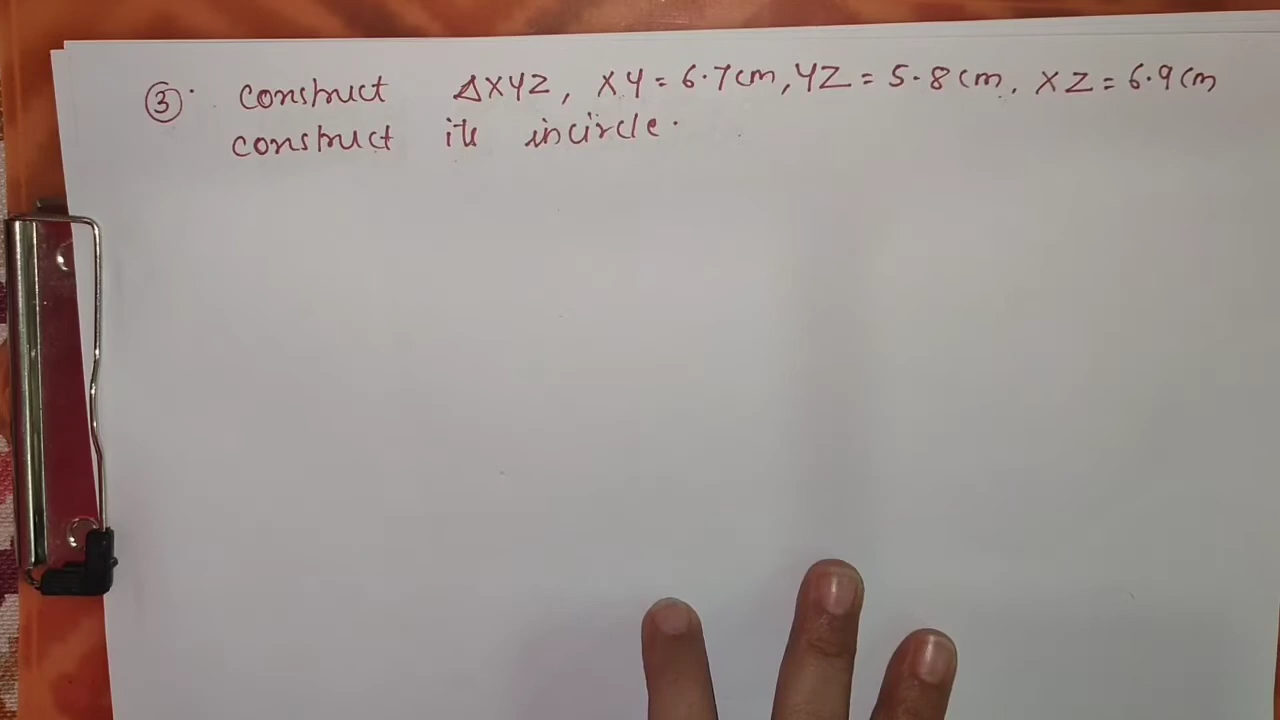 ③. construct ΔXYZ, XY = 6.7cm, YZ = 5.8cm, XZ = 6.9cm
construct its incircle.